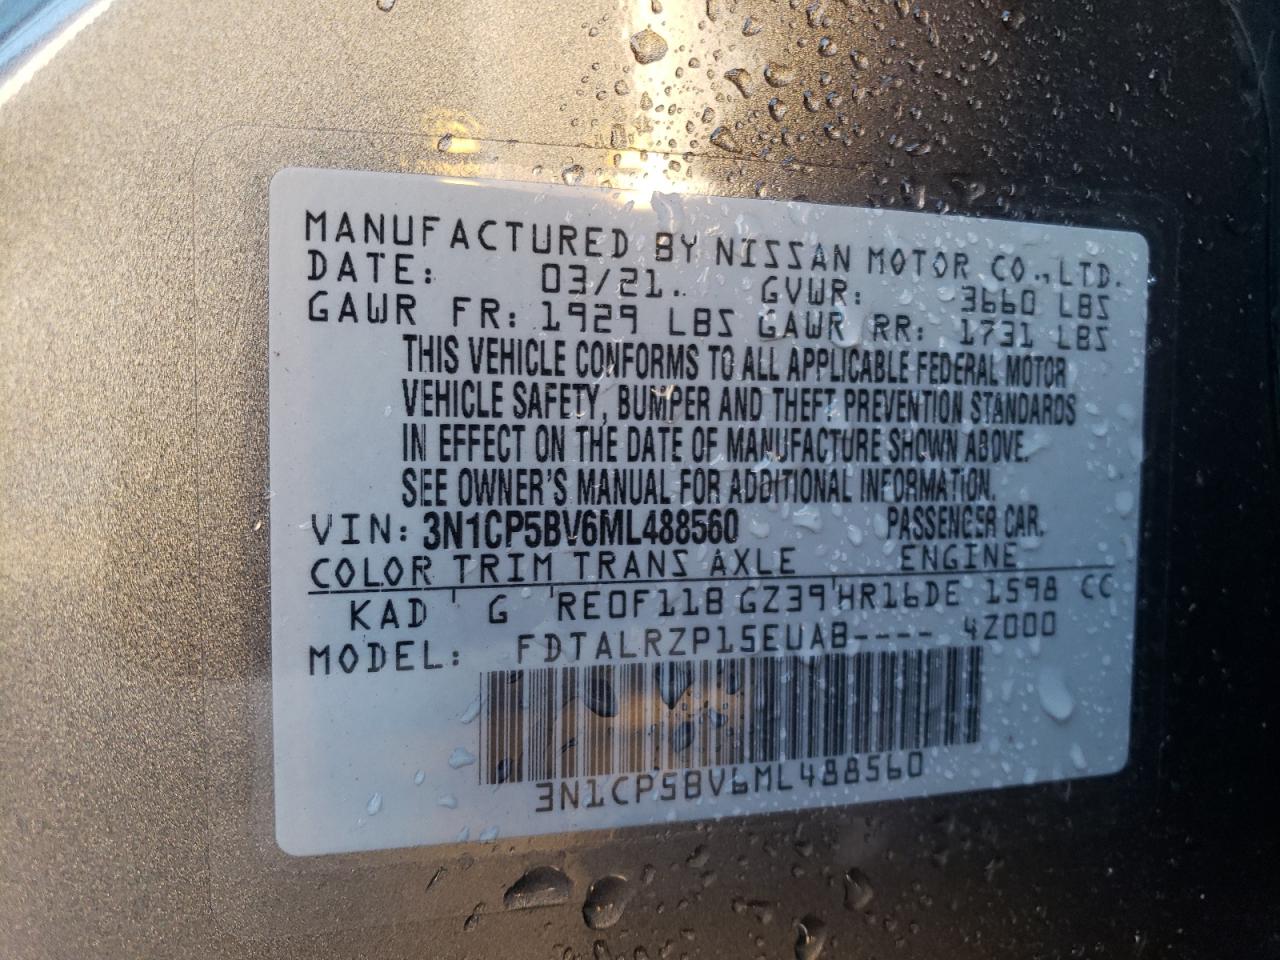 MANUFACTURED BY NISSAN MOTOR CO., LTD.
DATE: 03/21. GVWR: 3660 LBS
GAWR FR: 1929 LBS GAWR RR: 1731 LBS
THIS VEHICLE CONFORMS TO ALL APPLICABLE FEDERAL MOTOR
VEHICLE SAFETY, BUMPER AND THEFT PREVENTION STANDARDS
IN EFFECT ON THE DATE OF MANUFACTURE SHOWN ABOVE.
SEE OWNER'S MANUAL FOR ADDITIONAL INFORMATION.
VIN: 3N1CP5BV6ML488560 PASSENGER CAR.
COLOR TRIM TRANS AXLE ENGINE
KAD ' G 'RE0F11B GZ39'HR16DE 1598 CC
MODEL: FDTALRZP15EUAB---- 4Z000
3N1CP5BV6ML488560